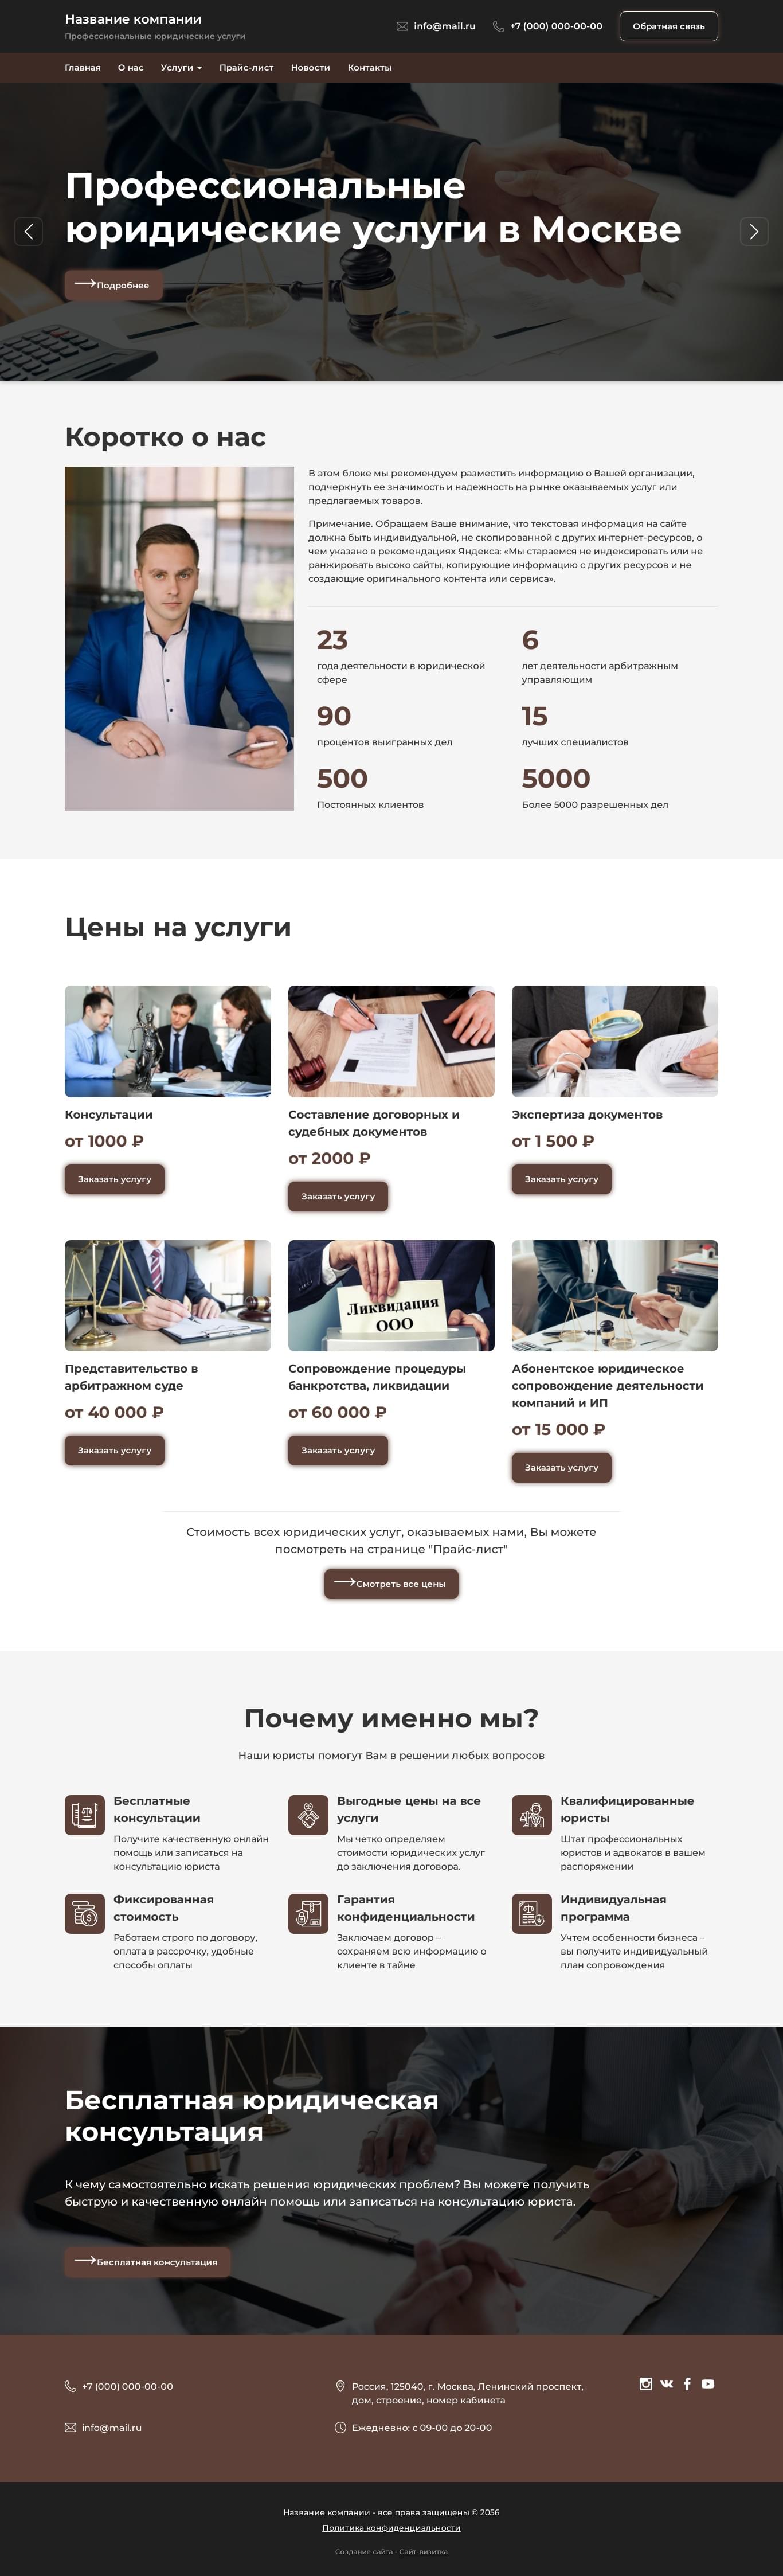 Название компании
Профессиональные юридические услуги
info@mail.ru
+7 (000) 000-00-00
Обратная связь
Главная О нас Услуги Прайс-лист Новости Контакты
Профессиональные
юридические услуги в Москве
Подробнее
Коротко о нас
В этом блоке мы рекомендуем разместить информацию о Вашей организации,
подчеркнуть ее значимость и надежность на рынке оказываемых услуг или
предлагаемых товаров.
Примечание. Обращаем Ваше внимание, что текстовая информация на сайте
должна быть индивидуальной, не скопированной с других интернет-ресурсов, о
чем указано в рекомендациях Яндекса: «Мы стараемся не индексировать или не
ранжировать высоко сайты, копирующие информацию с других ресурсов и не
создающие оригинального контента или сервиса».
23
года деятельности в юридической
сфере
6
лет деятельности арбитражным
управляющим
90
процентов выигранных дел
15
лучших специалистов
500
Постоянных клиентов
5000
Более 5000 разрешенных дел
Цены на услуги
Консультации
от 1000 ₽
Заказать услугу
Составление договорных и
судебных документов
от 2000 ₽
Заказать услугу
Экспертиза документов
от 1 500 ₽
Заказать услугу
Представительство в
арбитражном суде
от 40 000 ₽
Заказать услугу
Ликвидация
ООО
Сопровождение процедуры
банкротства, ликвидации
от 60 000 ₽
Заказать услугу
Абонентское юридическое
сопровождение деятельности
компаний и ИП
от 15 000 ₽
Заказать услугу
Стоимость всех юридических услуг, оказываемых нами, Вы можете
посмотреть на странице "Прайс-лист"
Смотреть все цены
Почему именно мы?
Наши юристы помогут Вам в решении любых вопросов
Бесплатные
консультации
Получите качественную онлайн
помощь или записаться на
консультацию юриста
Выгодные цены на все
услуги
Мы четко определяем
стоимости юридических услуг
до заключения договора.
Квалифицированные
юристы
Штат профессиональных
юристов и адвокатов в вашем
распоряжении
Фиксированная
стоимость
Работаем строго по договору,
оплата в рассрочку, удобные
способы оплаты
Гарантия
конфиденциальности
Заключаем договор –
сохраняем всю информацию о
клиенте в тайне
Индивидуальная
программа
Учтем особенности бизнеса –
вы получите индивидуальный
план сопровождения
Бесплатная юридическая
консультация
К чему самостоятельно искать решения юридических проблем? Вы можете получить
быструю и качественную онлайн помощь или записаться на консультацию юриста.
Бесплатная консультация
+7 (000) 000-00-00
info@mail.ru
Россия, 125040, г. Москва, Ленинский проспект,
дом, строение, номер кабинета
Ежедневно: с 09-00 до 20-00
Название компании - все права защищены © 2056
Политика конфиденциальности
Создание сайта - Сайт-визитка